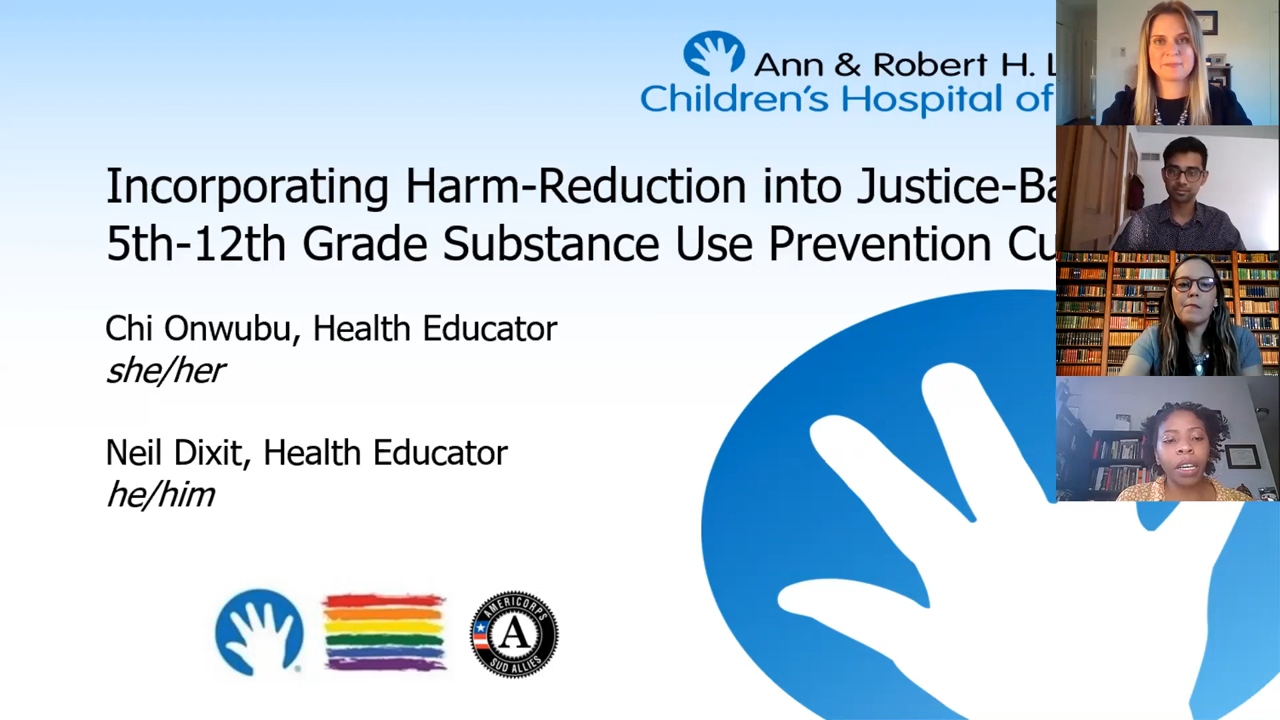 Ann & Robert H. L
Children's Hospital of
Incorporating Harm-Reduction into Justice-Ba
5th-12th Grade Substance Use Prevention Cu
Chi Onwubu, Health Educator
she/her
Neil Dixit, Health Educator
he/him
AMERICORPS
A
SUD ALLIES